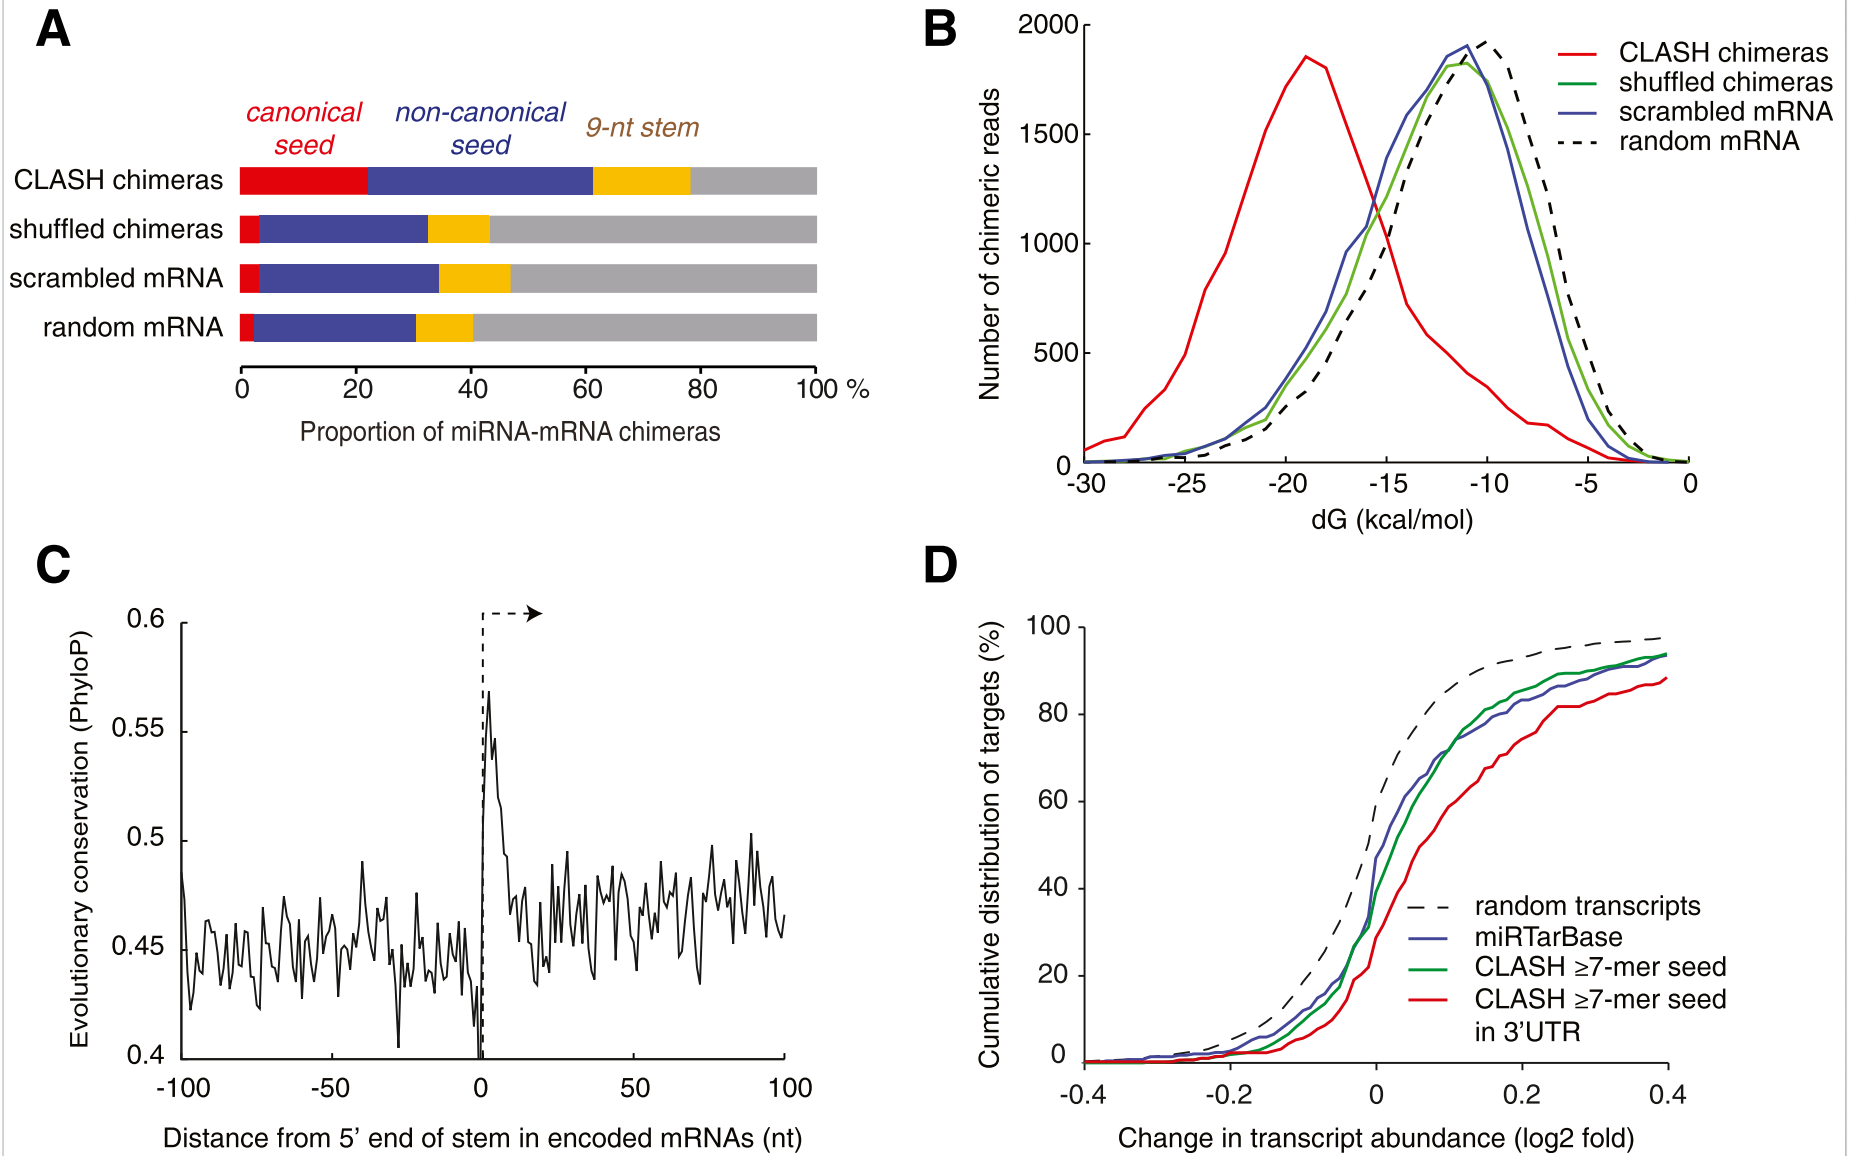 A
canonical
seed
non-canonical
seed
9-nt stem
CLASH chimeras
shuffled chimeras
scrambled mRNA
random mRNA
0 20 40 60 80 100 %
Proportion of miRNA-mRNA chimeras
B
Number of chimeric reads
2000
1500
1000
500
0
-30 -25 -20 -15 -10 -5 0
dG (kcal/mol)
CLASH chimeras
shuffled chimeras
scrambled mRNA
random mRNA
C
Evolutionary conservation (PhyloP)
0.6
0.55
0.5
0.45
0.4
-100 -50 0 50 100
Distance from 5’ end of stem in encoded mRNAs (nt)
D
Cumulative distribution of targets (%)
100
80
60
40
20
0
-0.4 -0.2 0 0.2 0.4
Change in transcript abundance (log2 fold)
random transcripts
miRTarBase
CLASH ≥7-mer seed
CLASH ≥7-mer seed
in 3’UTR